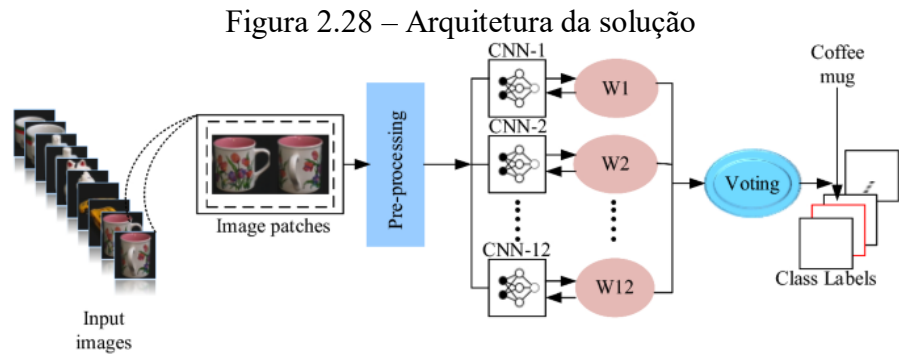 Figura 2.28 – Arquitetura da solução
CNN-1
W1
CNN-2
W2
CNN-12
W12
Pre-processing
Image patches
Input
images
Voting
Coffee
mug
Class Labels